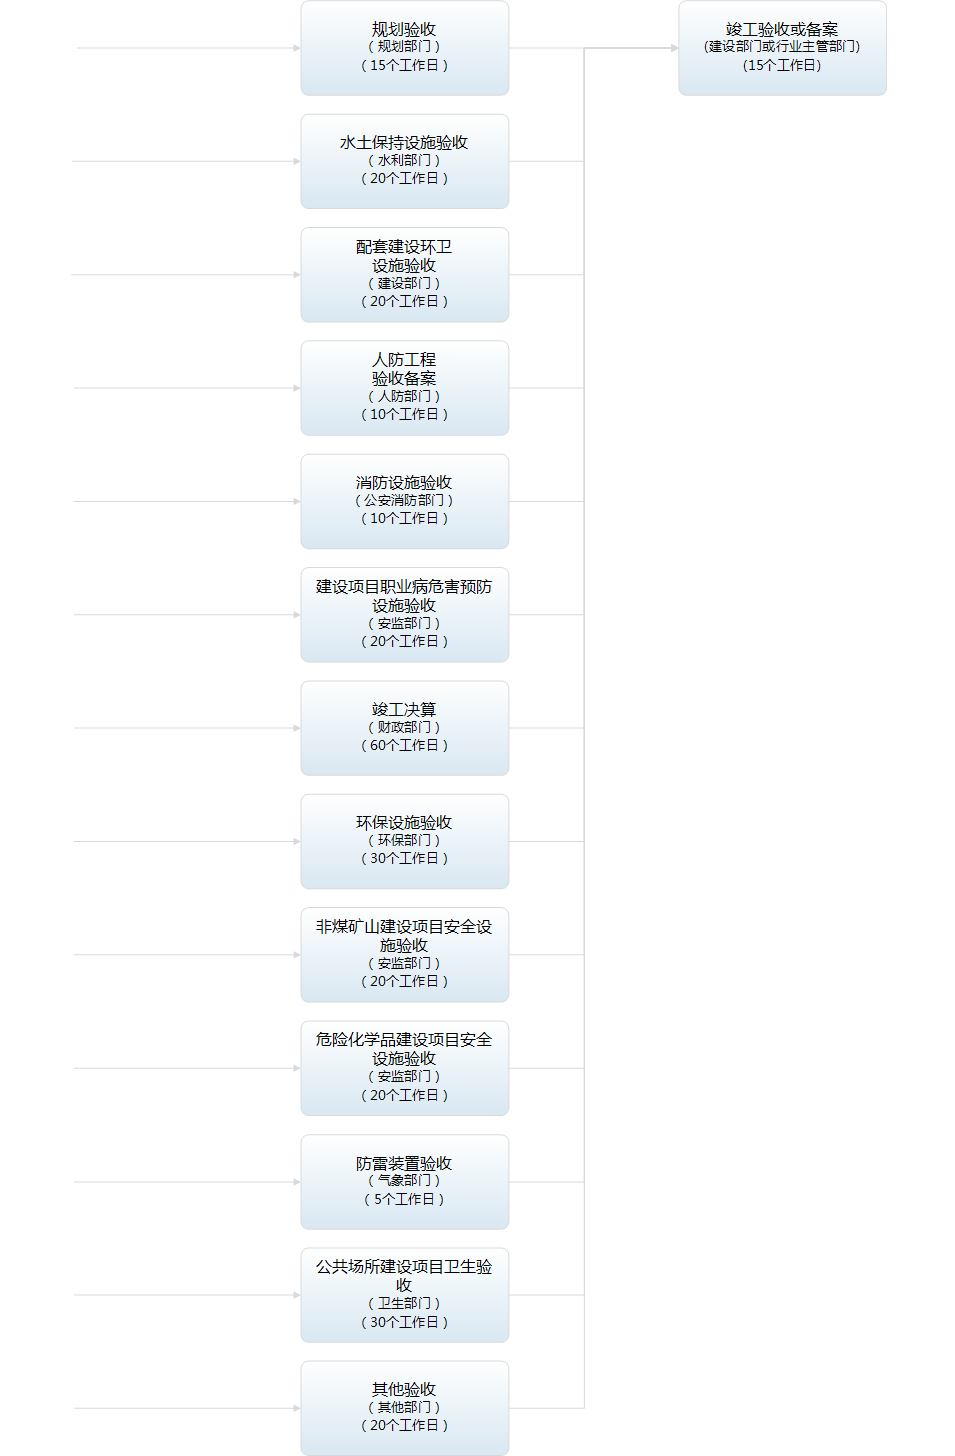 规划验收
（规划部门）
（15个工作日）
竣工验收或备案
(建设部门或行业主管部门)
(15个工作日)
水土保持设施验收
（水利部门）
（20个工作日）
配套建设环卫
设施验收
（建设部门）
（20个工作日）
人防工程
验收备案
（人防部门）
（10个工作日）
消防设施验收
（公安消防部门）
（10个工作日）
建设项目职业病危害预防
设施验收
（安监部门）
（20个工作日）
竣工决算
（财政部门）
（60个工作日）
环保设施验收
（环保部门）
（30个工作日）
非煤矿山建设项目安全设
施验收
（安监部门）
（20个工作日）
危险化学品建设项目安全
设施验收
（安监部门）
（20个工作日）
防雷装置验收
（气象部门）
（5个工作日）
公共场所建设项目卫生验
收
（卫生部门）
（30个工作日）
其他验收
（其他部门）
（20个工作日）